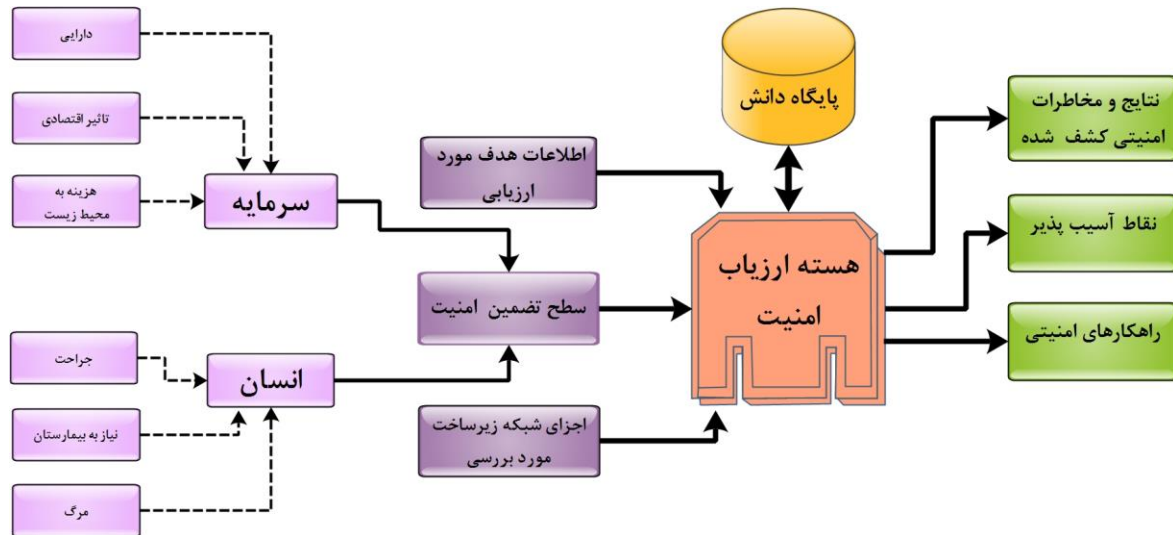 دارایی
تاثیر اقتصادی
هزینه به
محیط زیست
سرمایه
جراحت
نیاز به بیمارستان
مرگ
انسان
اطلاعات هدف مورد
ارزیابی
سطح تضمین امنیت
اجزای شبکه زیرساخت
مورد بررسی
پایگاه دانش
هسته ارزیاب
امنیت
نتایج و مخاطرات
امنیتی کشف شده
نقاط آسیب پذیر
راهکارهای امنیتی